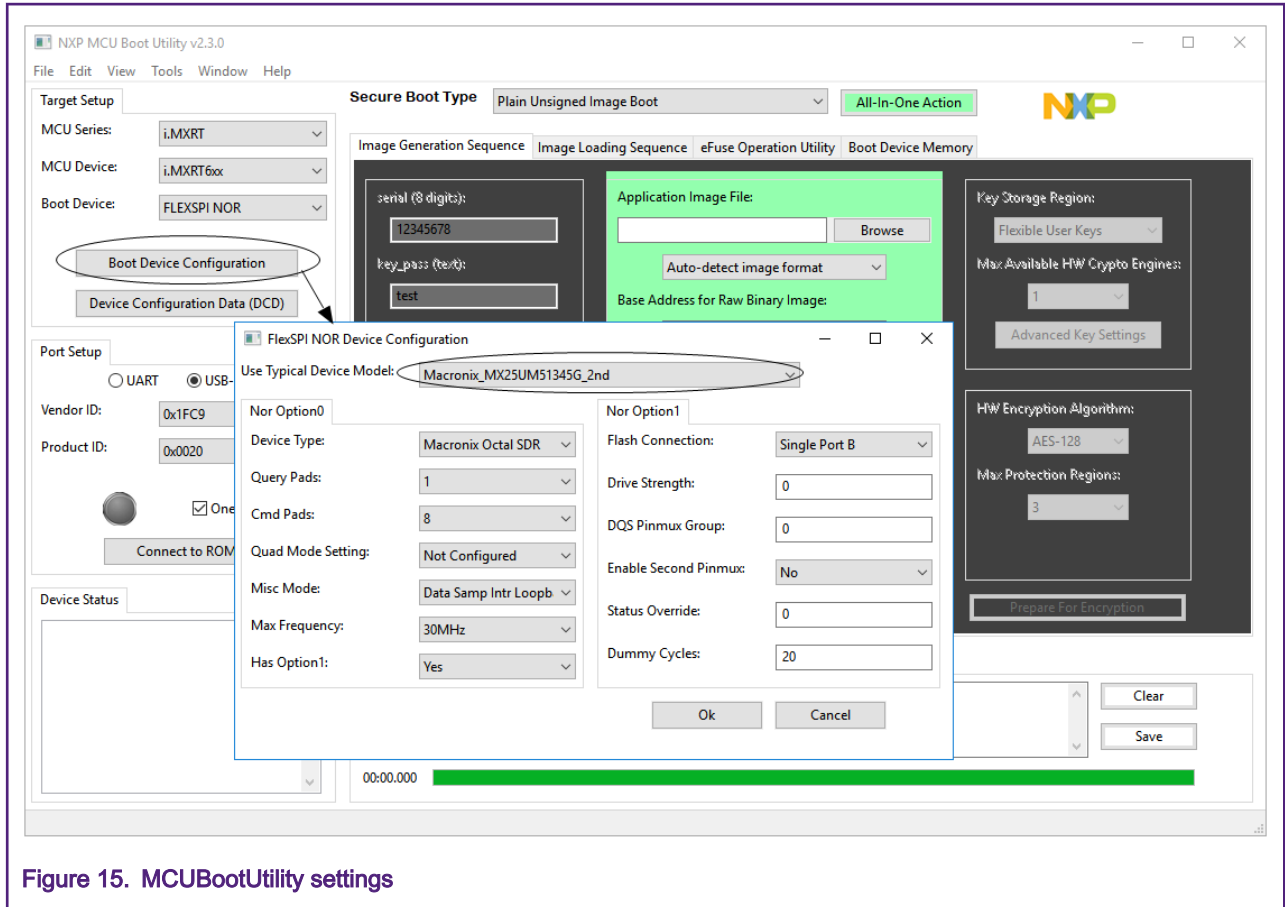 NXP MCU Boot Utility v2.3.0
File Edit View Tools Window Help
Target Setup
MCU Series: i.MXRT
MCU Device: i.MXRT6xx
Boot Device: FLEXSPI NOR
Boot Device Configuration
Device Configuration Data (DCD)
Secure Boot Type Plain Unsigned Image Boot All-In-One Action
NXP
Image Generation Sequence Image Loading Sequence eFuse Operation Utility Boot Device Memory
serial (8 digits):
12345678
key_pass (text):
test
Application Image File:
Browse
Auto-detect image format
Base Address for Raw Binary Image:
Key Storage Region:
Flexible User Keys
Max Available HW Crypto Engines:
1
Advanced Key Settings
HW Encryption Algorithm:
AES-128
Max Protection Regions:
3
Prepare For Encryption
Port Setup
UART USB-
Vendor ID: 0x1FC9
Product ID: 0x0020
One
Connect to ROM
Device Status
FlexSPI NOR Device Configuration
Use Typical Device Model: Macronix_MX25UM51345G_2nd
Nor Option0
Device Type: Macronix Octal SDR
Query Pads: 1
Cmd Pads: 8
Quad Mode Setting: Not Configured
Misc Mode: Data Samp Intr Loopb
Max Frequency: 30MHz
Has Option1: Yes
Nor Option1
Flash Connection: Single Port B
Drive Strength: 0
DQS Pinmux Group: 0
Enable Second Pinmux: No
Status Override: 0
Dummy Cycles: 20
Ok Cancel
Clear
Save
00:00.000
Figure 15. MCUBootUtility settings